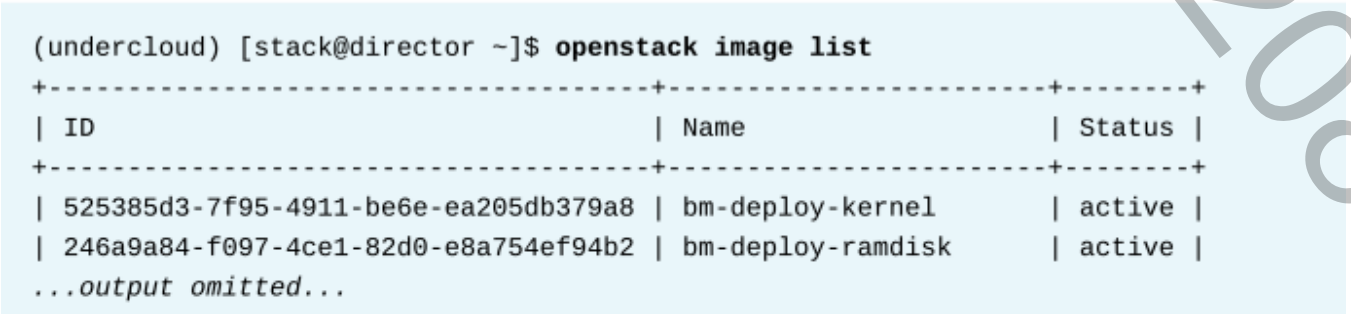 (undercloud) [stack@director ~]$ openstack image list
+--------------------------------------+------------------------+--------+
| ID                                   | Name                   | Status |
+--------------------------------------+------------------------+--------+
| 525385d3-7f95-4911-be6e-ea205db379a8 | bm-deploy-kernel       | active |
| 246a9a84-f097-4ce1-82d0-e8a754ef94b2 | bm-deploy-ramdisk      | active |
...output omitted...